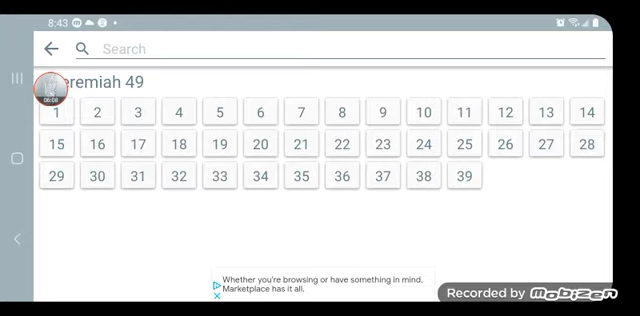 8:43
Search
eremiah 49
06:08
1 2 3 4 5 6 7 8 9 10 11 12 13 14
15 16 17 18 19 20 21 22 23 24 25 26 27 28
29 30 31 32 33 34 35 36 37 38 39
Whether you're browsing or have something in mind,
Marketplace has it all.
Recorded by mobizen